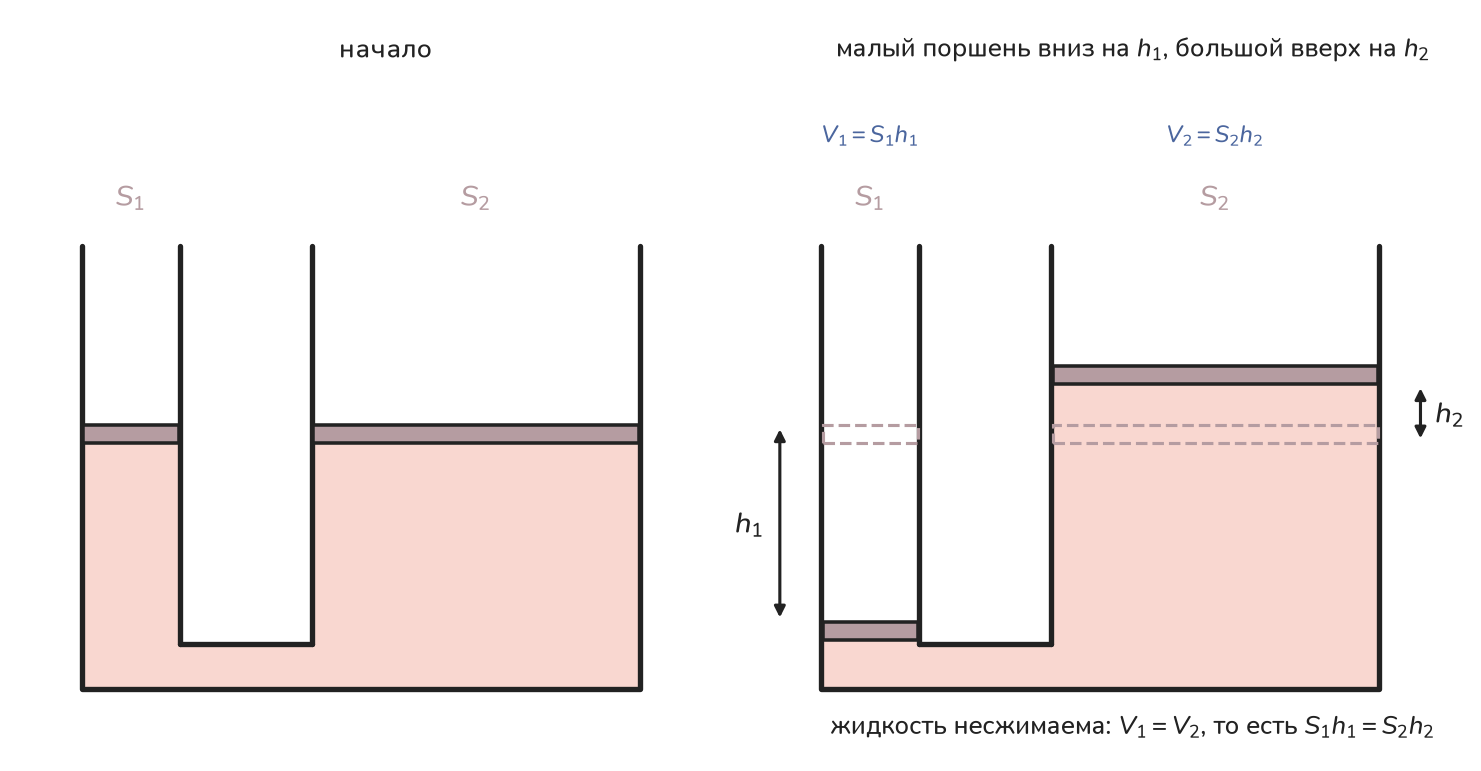 начало
S₁
S₂
малый поршень вниз на h₁, большой вверх на h₂
V₁ = S₁h₁
V₂ = S₂h₂
S₁
S₂
h₁
h₂
жидкость несжимаема: V₁ = V₂, то есть S₁h₁ = S₂h₂